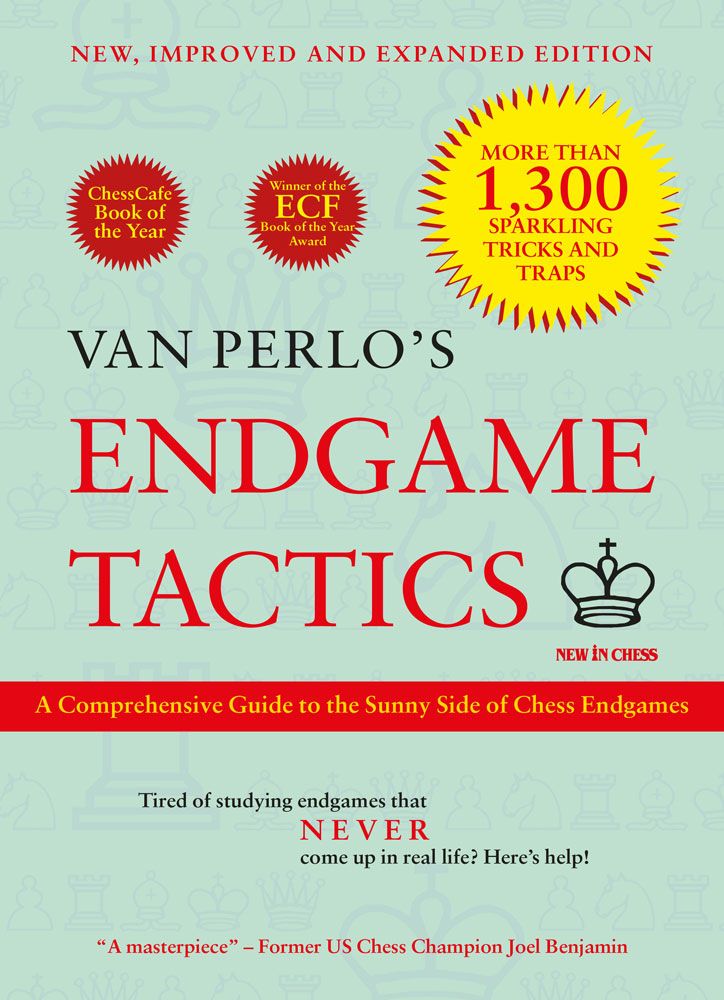 NEW, IMPROVED AND EXPANDED EDITION
ChessCafe
Book of
the Year
Winner of the
ECF
Book of the Year
Award
MORE THAN
1,300
SPARKLING
TRICKS AND
TRAPS
VAN PERLO’S
ENDGAME
TACTICS
NEW IN CHESS
A Comprehensive Guide to the Sunny Side of Chess Endgames
Tired of studying endgames that
NEVER
come up in real life? Here’s help!
“A masterpiece” – Former US Chess Champion Joel Benjamin